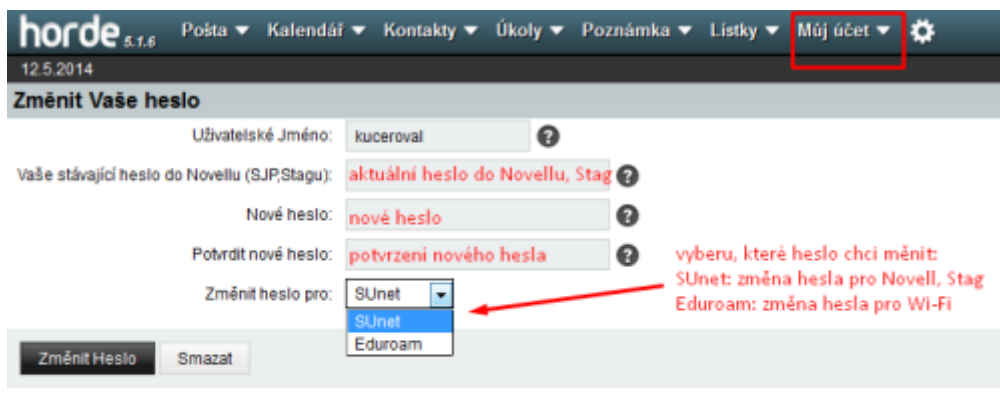 horde 5.1.6 Pošta Kalendář Kontakty Úkoly Poznámka Lístky Můj účet
12.5.2014
Změnit Vaše heslo
Uživatelské Jméno: kuceroval
Vaše stávající heslo do Novellu (SJP,Stagu): aktuální heslo do Novellu, Stag
Nové heslo: nové heslo
Potvrdit nové heslo: potvrzení nového hesla
vyberu, které heslo chci měnit:
SUnet: změna hesla pro Novell, Stag
Eduroam: změna hesla pro Wi-Fi
Změnit heslo pro: SUnet
SUnet
Eduroam
Změnit Heslo Smazat